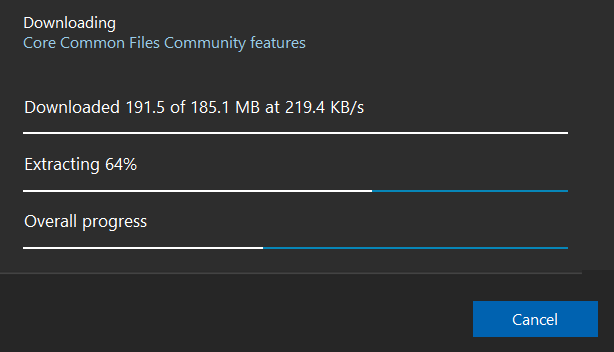 Downloading
Core Common Files Community features
Downloaded 191.5 of 185.1 MB at 219.4 KB/s
Extracting 64%
Overall progress
Cancel